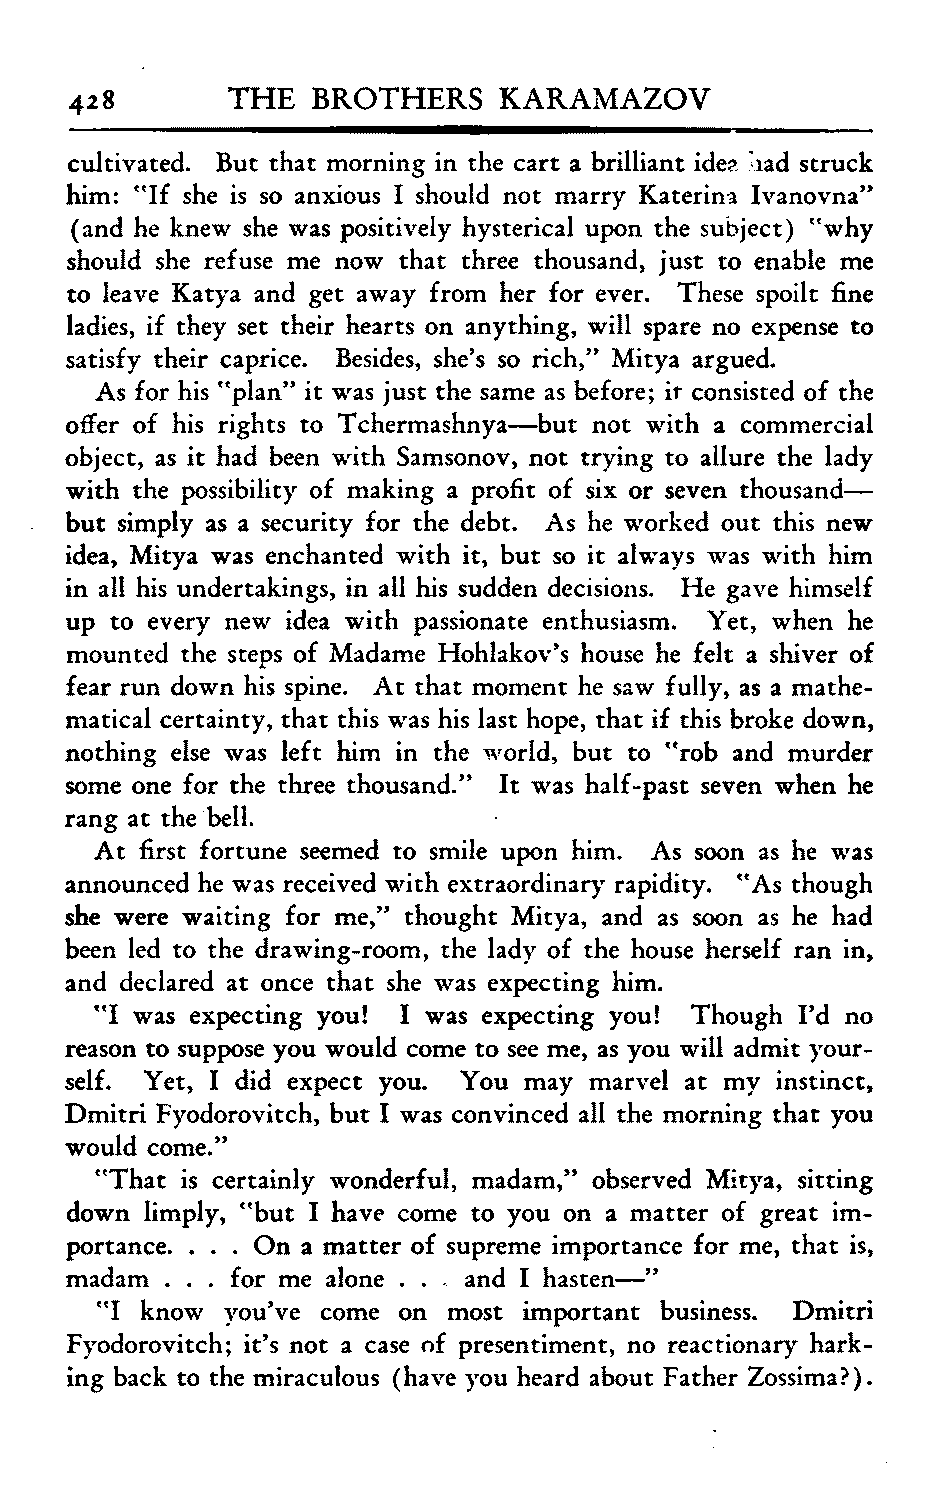 428 THE BROTHERS KARAMAZOV
cultivated. But that morning in the cart a brilliant idea had struck
him: "If she is so anxious I should not marry Katerina Ivanovna"
(and he knew she was positively hysterical upon the subject) "why
should she refuse me now that three thousand, just to enable me
to leave Katya and get away from her for ever. These spoilt fine
ladies, if they set their hearts on anything, will spare no expense to
satisfy their caprice. Besides, she's so rich," Mitya argued.
As for his "plan" it was just the same as before; it consisted of the
offer of his rights to Tchermashnya—but not with a commercial
object, as it had been with Samsonov, not trying to allure the lady
with the possibility of making a profit of six or seven thousand—
but simply as a security for the debt. As he worked out this new
idea, Mitya was enchanted with it, but so it always was with him
in all his undertakings, in all his sudden decisions. He gave himself
up to every new idea with passionate enthusiasm. Yet, when he
mounted the steps of Madame Hohlakov's house he felt a shiver of
fear run down his spine. At that moment he saw fully, as a mathe-
matical certainty, that this was his last hope, that if this broke down,
nothing else was left him in the world, but to "rob and murder
some one for the three thousand." It was half-past seven when he
rang at the bell.
At first fortune seemed to smile upon him. As soon as he was
announced he was received with extraordinary rapidity. "As though
she were waiting for me," thought Mitya, and as soon as he had
been led to the drawing-room, the lady of the house herself ran in,
and declared at once that she was expecting him.
"I was expecting you! I was expecting you! Though I'd no
reason to suppose you would come to see me, as you will admit your-
self. Yet, I did expect you. You may marvel at my instinct,
Dmitri Fyodorovitch, but I was convinced all the morning that you
would come."
"That is certainly wonderful, madam," observed Mitya, sitting
down limply, "but I have come to you on a matter of great im-
portance. . . . On a matter of supreme importance for me, that is,
madam . . . for me alone . . . and I hasten—"
"I know you've come on most important business. Dmitri
Fyodorovitch; it's not a case of presentiment, no reactionary hark-
ing back to the miraculous (have you heard about Father Zossima?).